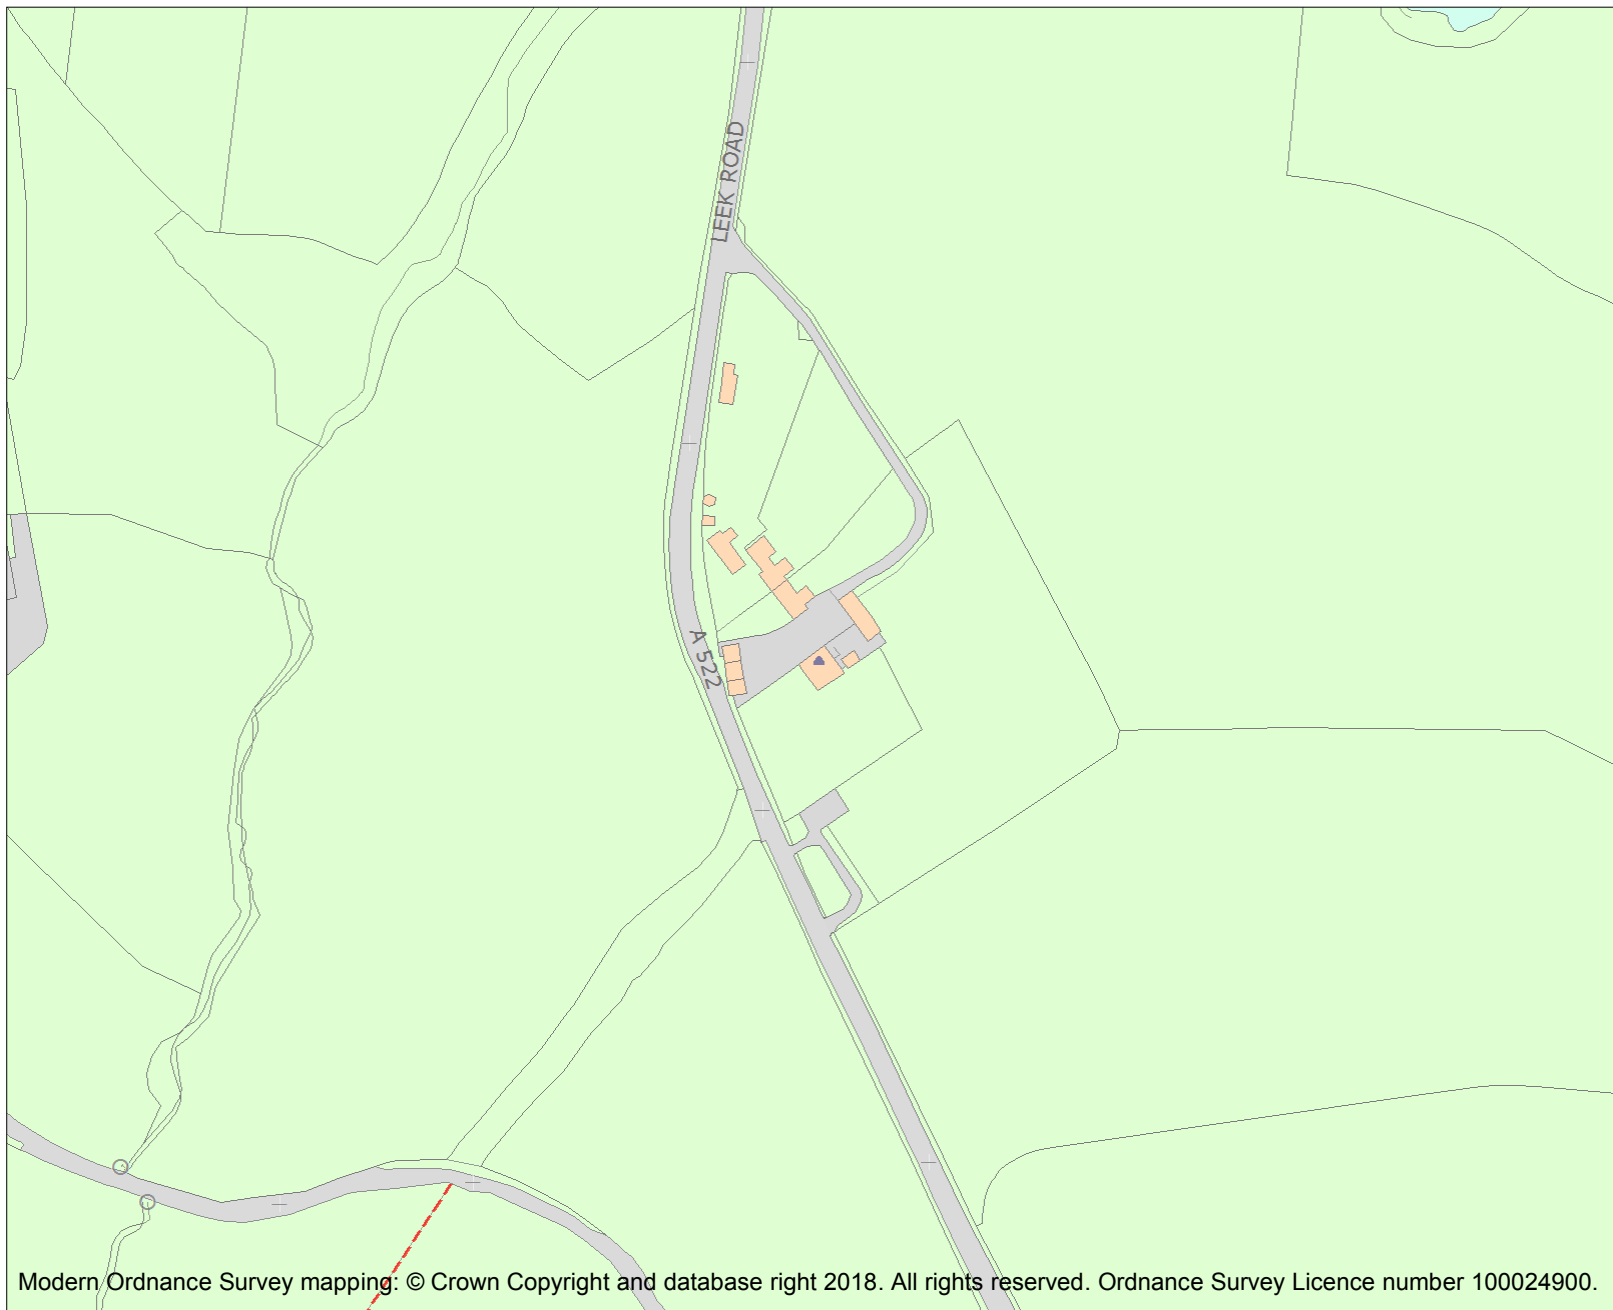 LEEK ROAD
A 522
Modern Ordnance Survey mapping: © Crown Copyright and database right 2018. All rights reserved. Ordnance Survey Licence number 100024900.